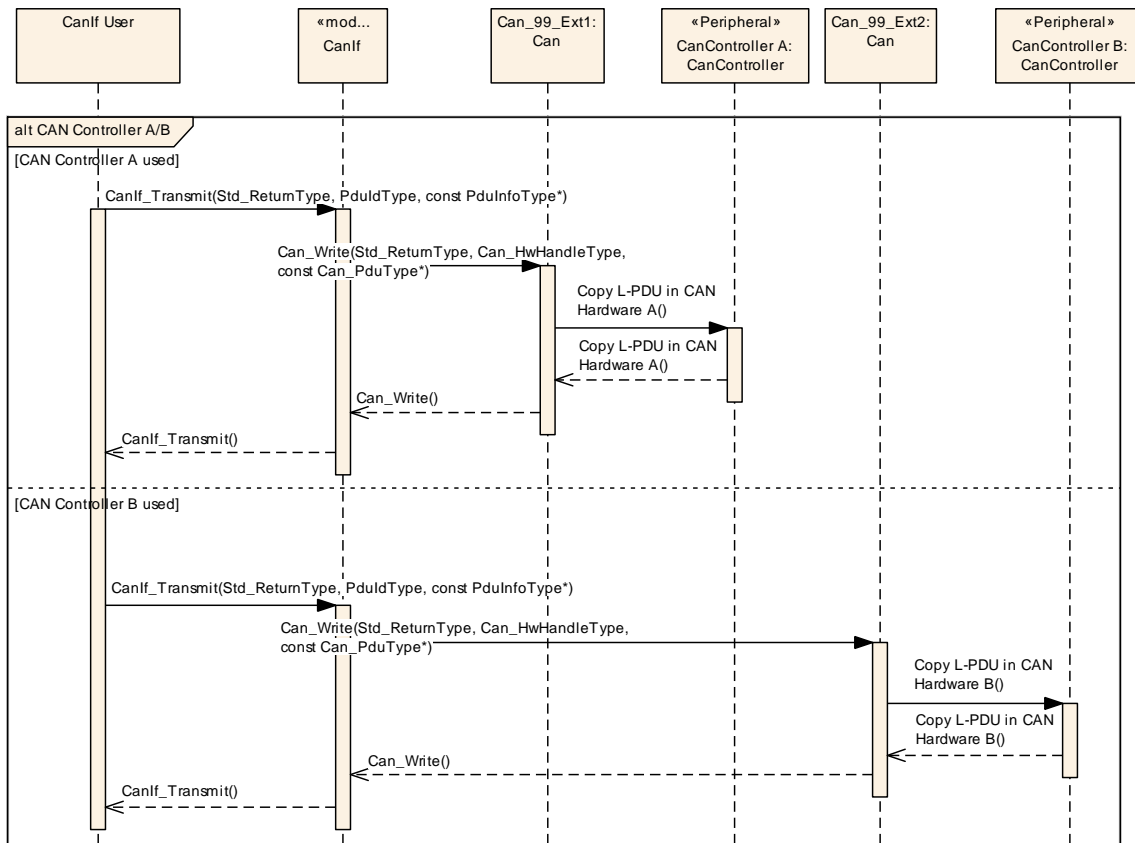 CanIf User
«mod...
CanIf
Can_99_Ext1:
Can
«Peripheral»
CanController A:
CanController
Can_99_Ext2:
Can
«Peripheral»
CanController B:
CanController
alt CAN Controller A/B
[CAN Controller A used]
CanIf_Transmit(Std_ReturnType, PduIdType, const PduInfoType*)
Can_Write(Std_ReturnType, Can_HwHandleType,
const Can_PduType*)
Copy L-PDU in CAN
Hardware A()
Copy L-PDU in CAN
Hardware A()
Can_Write()
CanIf_Transmit()
[CAN Controller B used]
CanIf_Transmit(Std_ReturnType, PduIdType, const PduInfoType*)
Can_Write(Std_ReturnType, Can_HwHandleType,
const Can_PduType*)
Copy L-PDU in CAN
Hardware B()
Copy L-PDU in CAN
Hardware B()
Can_Write()
CanIf_Transmit()